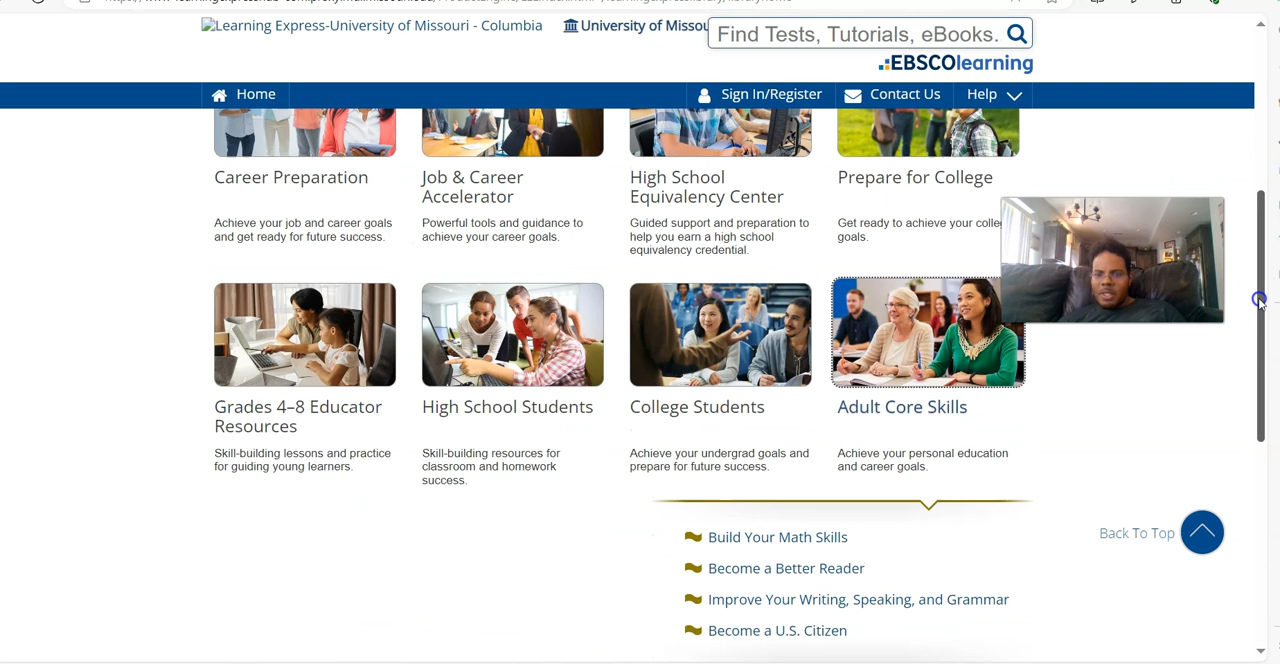 Learning Express-University of Missouri - Columbia
University of Missou
Find Tests, Tutorials, eBooks.
EBSCOlearning
Home
Sign In/Register
Contact Us
Help
Career Preparation
Achieve your job and career goals
and get ready for future success.
Job & Career
Accelerator
Powerful tools and guidance to
achieve your career goals.
High School
Equivalency Center
Guided support and preparation to
help you earn a high school
equivalency credential.
Prepare for College
Get ready to achieve your colle
goals.
Grades 4–8 Educator
Resources
Skill-building lessons and practice
for guiding young learners.
High School Students
Skill-building resources for
classroom and homework
success.
College Students
Achieve your undergrad goals and
prepare for future success.
Adult Core Skills
Achieve your personal education
and career goals.
Build Your Math Skills
Become a Better Reader
Improve Your Writing, Speaking, and Grammar
Become a U.S. Citizen
Back To Top